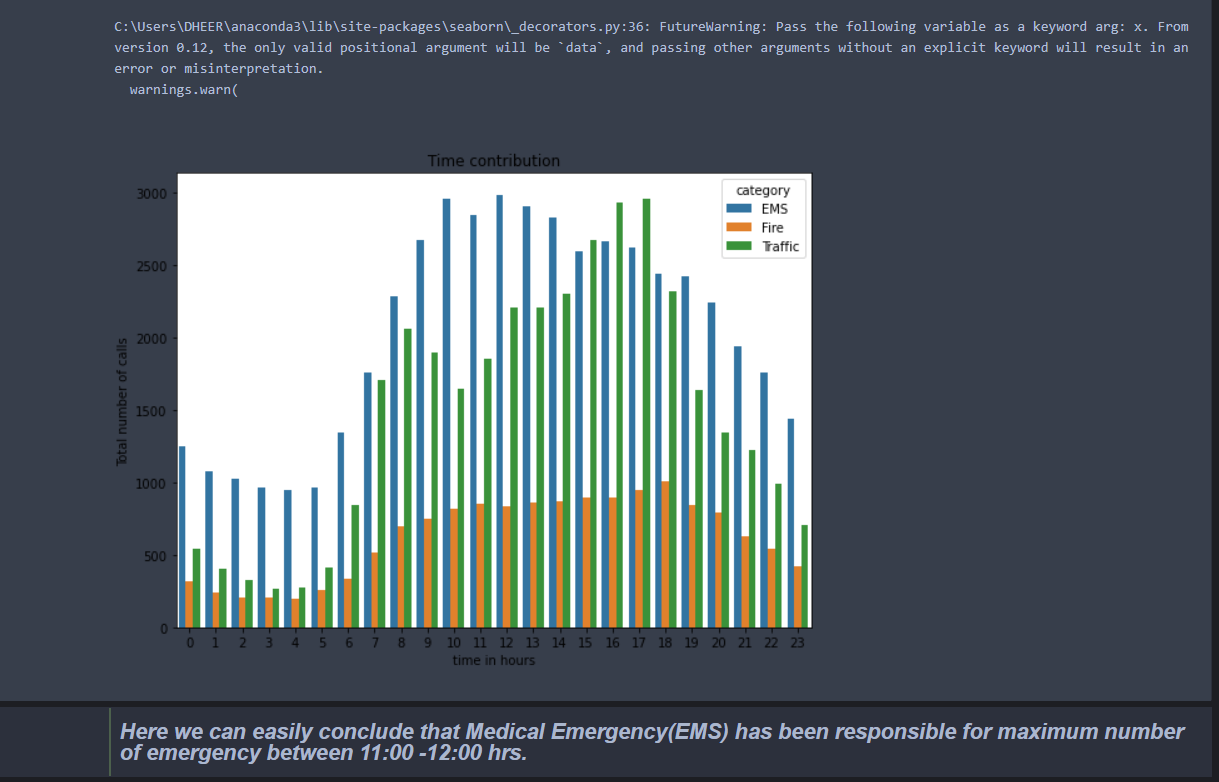 C:\Users\DHEER\anaconda3\lib\site-packages\seaborn\_decorators.py:36: FutureWarning: Pass the following variable as a keyword arg: x. From
version 0.12, the only valid positional argument will be `data`, and passing other arguments without an explicit keyword will result in an
error or misinterpretation.
warnings.warn(
Time contribution
category
EMS
Fire
Traffic
3000
2500
2000
1500
1000
500
0
Total number of calls
0 1 2 3 4 5 6 7 8 9 10 11 12 13 14 15 16 17 18 19 20 21 22 23
time in hours
Here we can easily conclude that Medical Emergency(EMS) has been responsible for maximum number
of emergency between 11:00 -12:00 hrs.